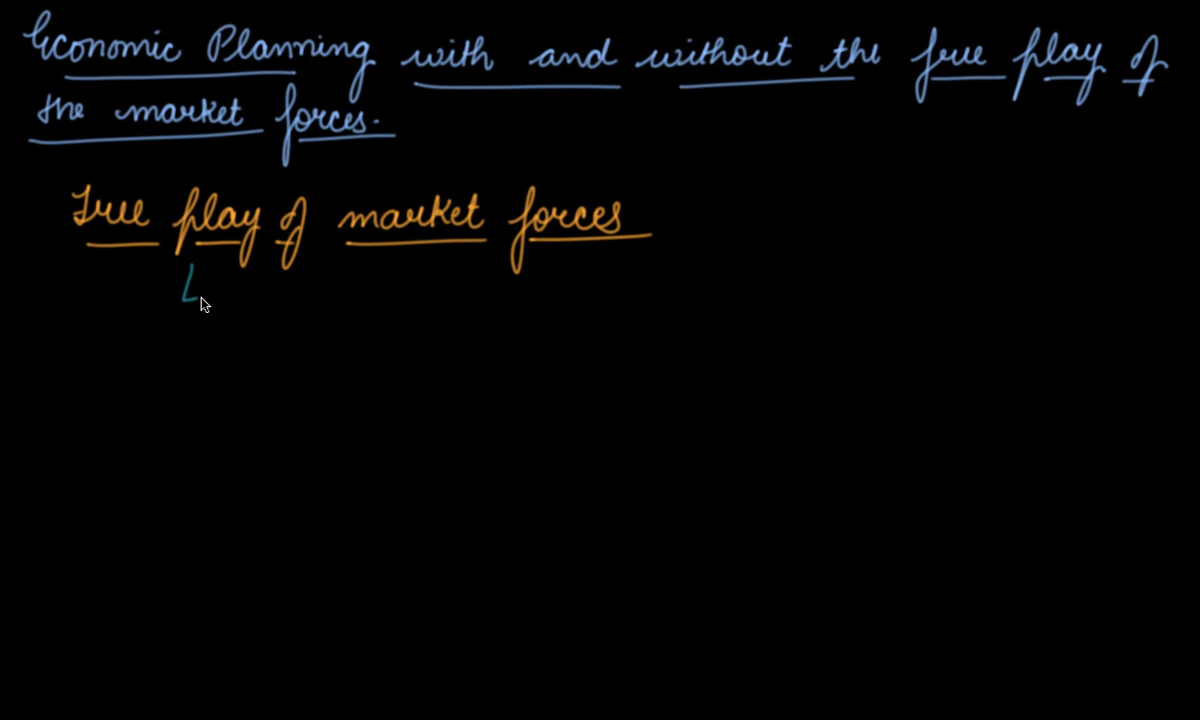 Economic Planning with and without the free play of
the market forces.
Free play of market forces
L